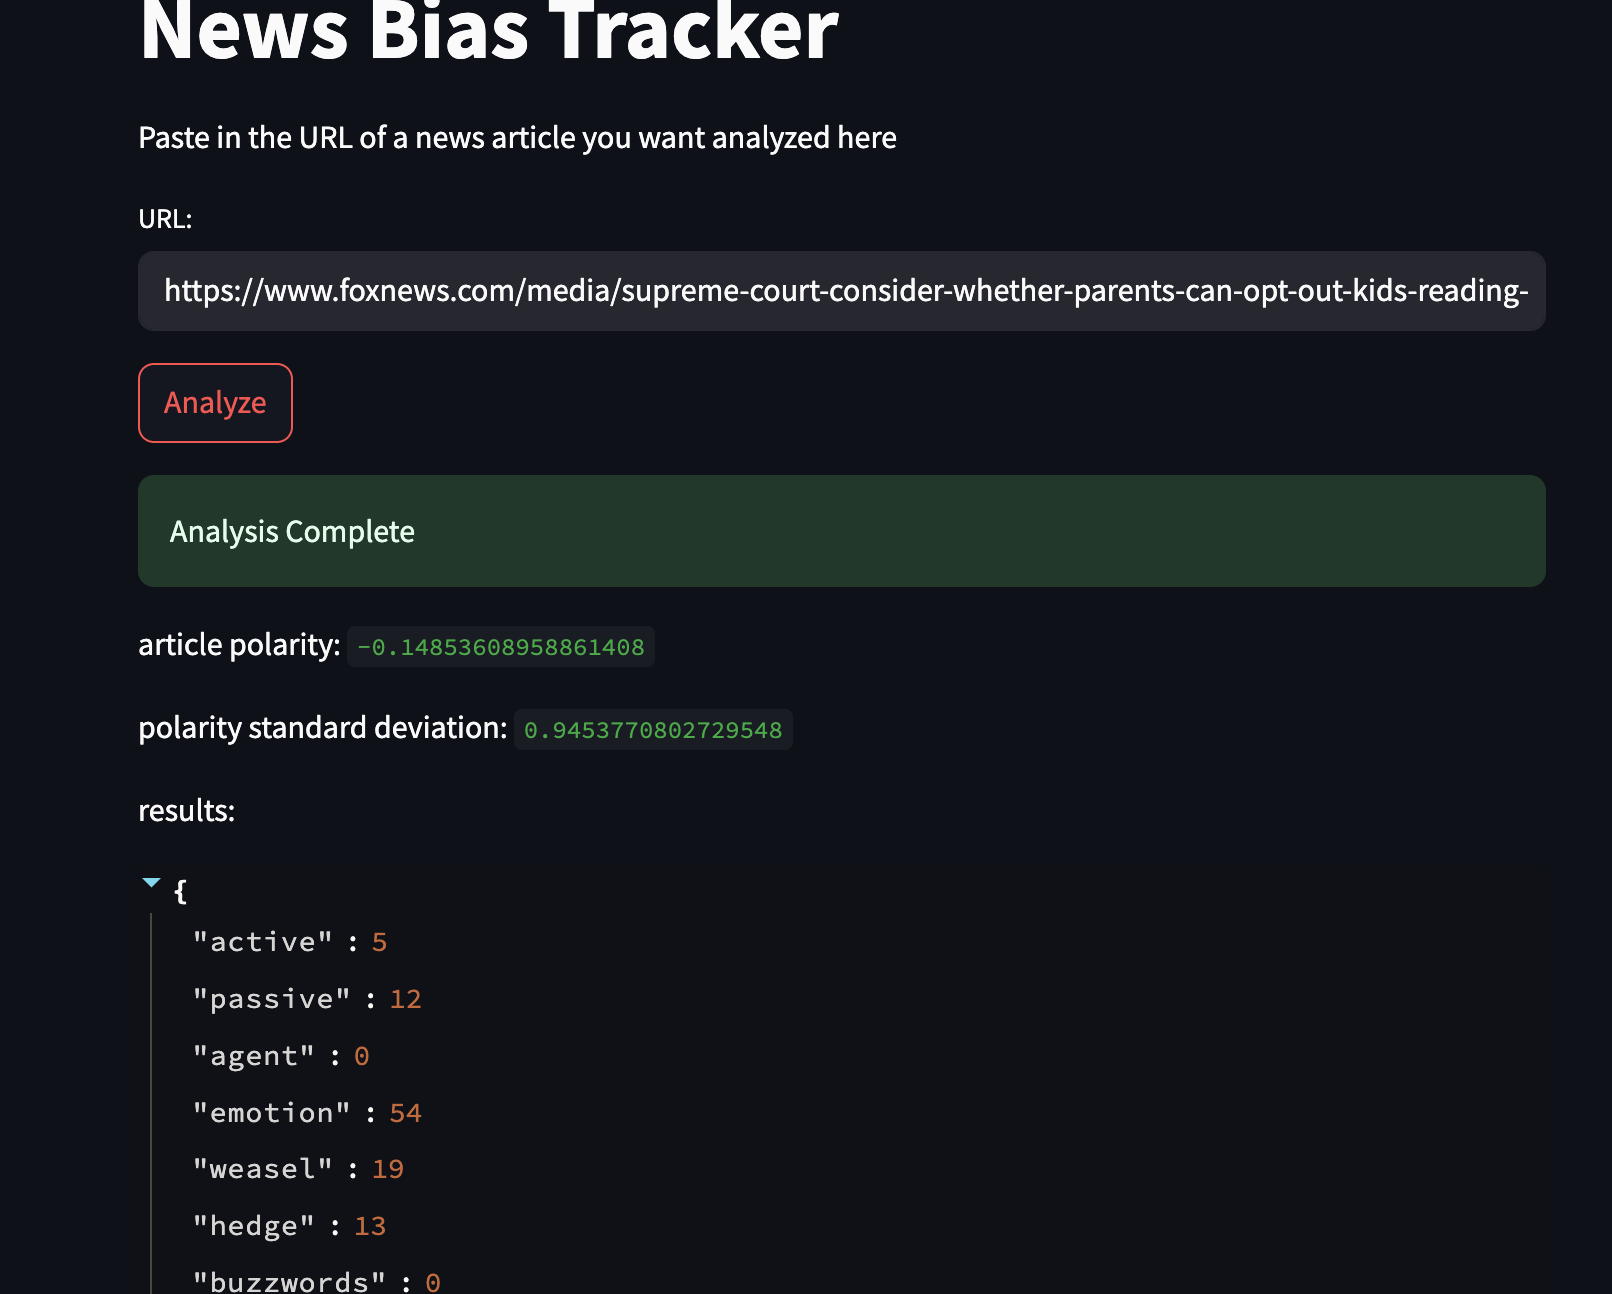 News Bias Tracker
Paste in the URL of a news article you want analyzed here
URL:
https://www.foxnews.com/media/supreme-court-consider-whether-parents-can-opt-out-kids-reading-
Analyze
Analysis Complete
article polarity: -0.14853608958861408
polarity standard deviation: 0.9453770802729548
results:
{
"active" : 5
"passive" : 12
"agent" : 0
"emotion" : 54
"weasel" : 19
"hedge" : 13
"buzzwords" : 0